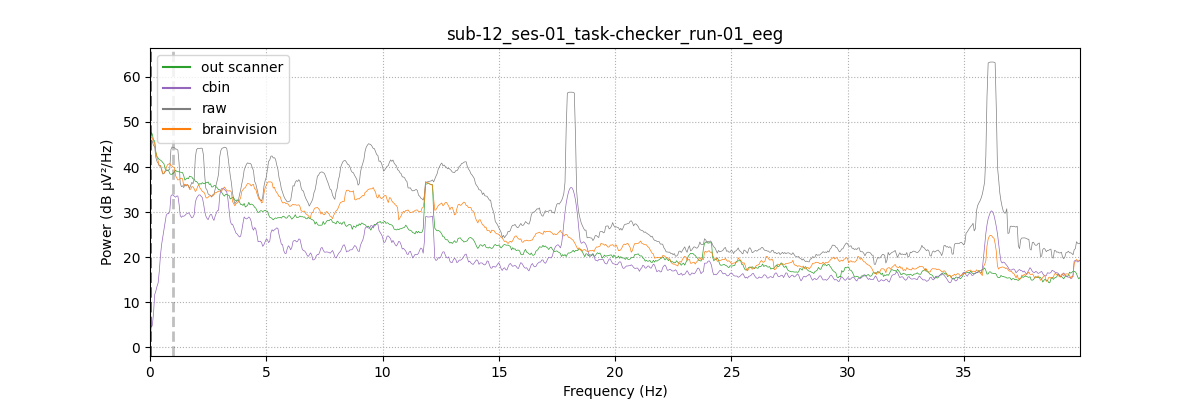 sub-12_ses-01_task-checker_run-01_eeg
Power (dB µV²/Hz)
60
50
40
30
20
10
0
out scanner
cbin
raw
brainvision
0 5 10 15 20 25 30 35
Frequency (Hz)